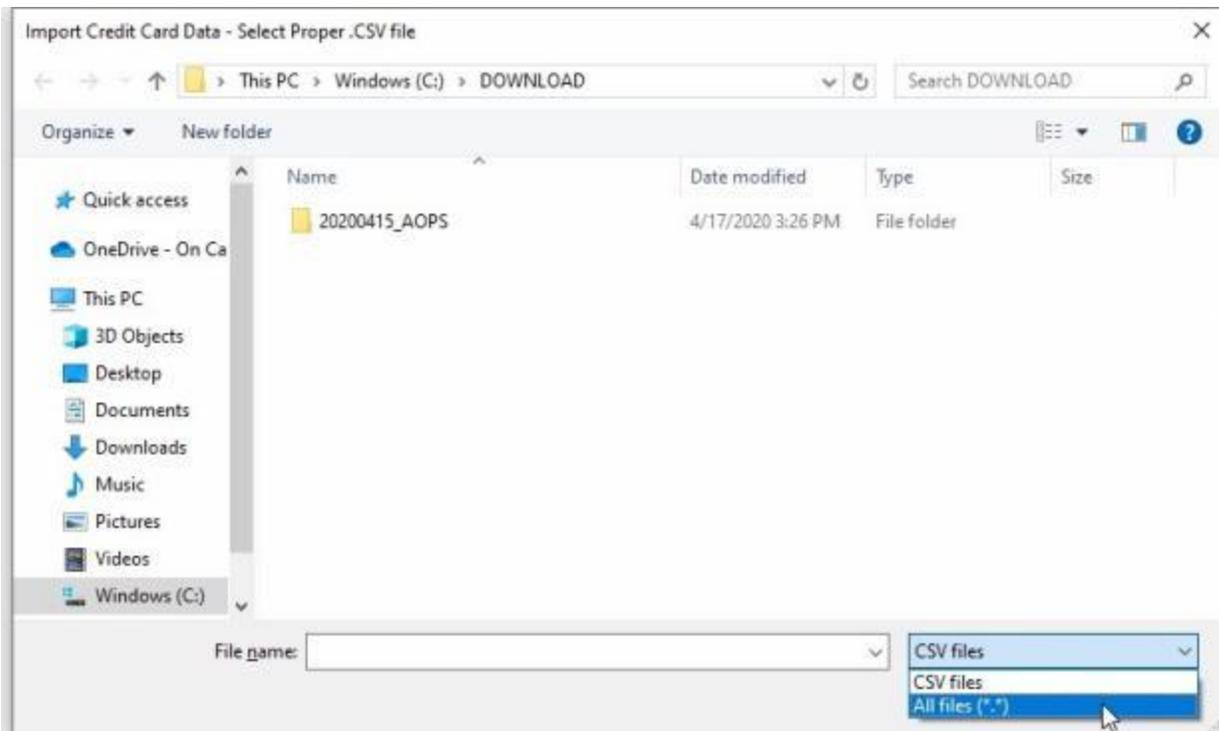 Import Credit Card Data - Select Proper .CSV file
This PC > Windows (C:) > DOWNLOAD
Search DOWNLOAD
Organize New folder
Name Date modified Type Size
20200415_AOPS 4/17/2020 3:26 PM File folder
Quick access
OneDrive - On Ca
This PC
3D Objects
Desktop
Documents
Downloads
Music
Pictures
Videos
Windows (C:)
File name: CSV files
CSV files
All files (*.*)